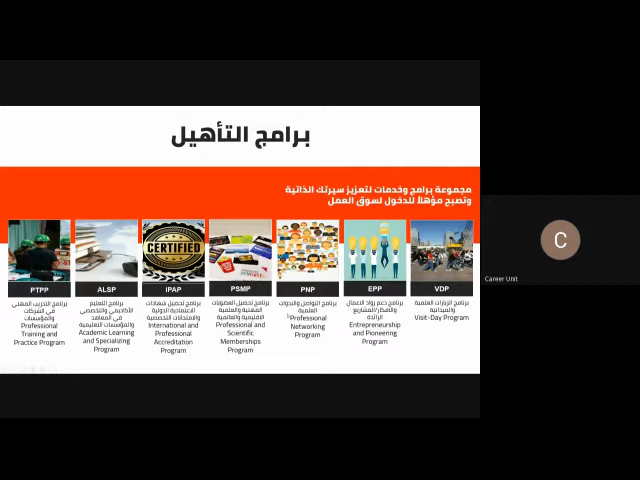 برامج التأهيل
مجموعة برامج وخدمات لتعزيز سيرتك الذاتية
وتصبح مؤهلاً للدخول لسوق العمل
CERTIFIED
PTPP
برنامج التدريب المهني
في الشركات
والمؤسسات
Professional
Training and
Practice Program
ALSP
برنامج التعليم
الأكاديمي والتخصصي
في المعاهد
والمؤسسات التعليمية
Academic Learning
and Specializing
Program
IPAP
برنامج تحصيل شهادات
الاعتمادية الدولية
والامتحانات التخصصية
International and
Professional
Accreditation
Program
PSMP
برنامج تحصيل العضويات
المهنية والعلمية
الاقليمية والعالمية
Professional and
Scientific
Memberships
Program
PNP
برنامج التواصل والندوات
العلمية
Professional
Networking
Program
EPP
برنامج دعم رواد الاعمال
والافكار/المشاريع
الرائدة
Entrepreneurship
and Pioneering
Program
VDP
برنامج الزيارات العلمية
والميدانية
Visit-Day Program
C
Career Unit